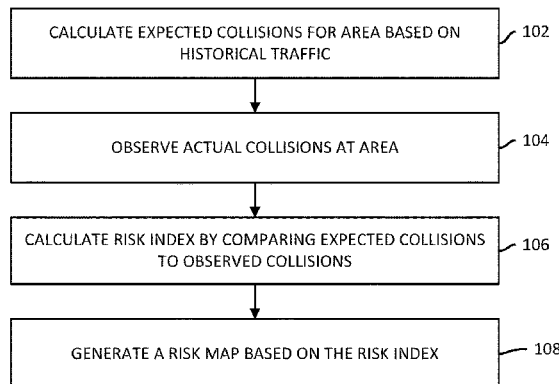 CALCULATE EXPECTED COLLISIONS FOR AREA BASED ON
HISTORICAL TRAFFIC
102
OBSERVE ACTUAL COLLISIONS AT AREA
104
CALCULATE RISK INDEX BY COMPARING EXPECTED COLLISIONS
TO OBSERVED COLLISIONS
106
GENERATE A RISK MAP BASED ON THE RISK INDEX
108